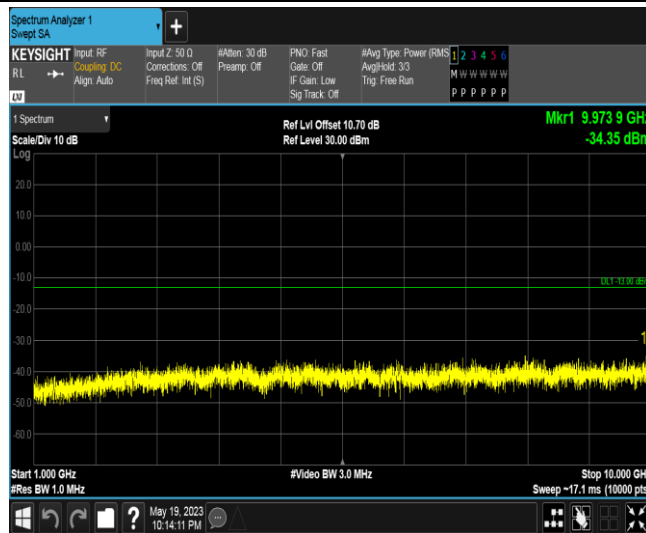 Spectrum Analyzer 1
Swept SA
+
KEYSIGHT
RL
LXI
Input: RF
Coupling: DC
Align: Auto
Input Z: 50 Ω
Corrections: Off
Freq Ref: Int (S)
#Atten: 30 dB
Preamp: Off
PNO: Fast
Gate: Off
IF Gain: Low
Sig Track: Off
#Avg Type: Power (RMS
Avg|Hold: 3/3
Trig: Free Run
1 2 3 4 5 6
M W W W W W
P P P P P P
1 Spectrum
Scale/Div 10 dB
Log
Ref Lvl Offset 10.70 dB
Ref Level 30.00 dBm
Mkr1 9.973 9 GHz
-34.35 dBm
20.0
10.0
0.00
-10.0
DL1 -13.00 dBm
-20.0
-30.0
1
-40.0
-50.0
-60.0
Start 1.000 GHz
#Res BW 1.0 MHz
#Video BW 3.0 MHz
Stop 10.000 GHz
Sweep ~17.1 ms (10000 pts
?
May 19, 2023
10:14:11 PM